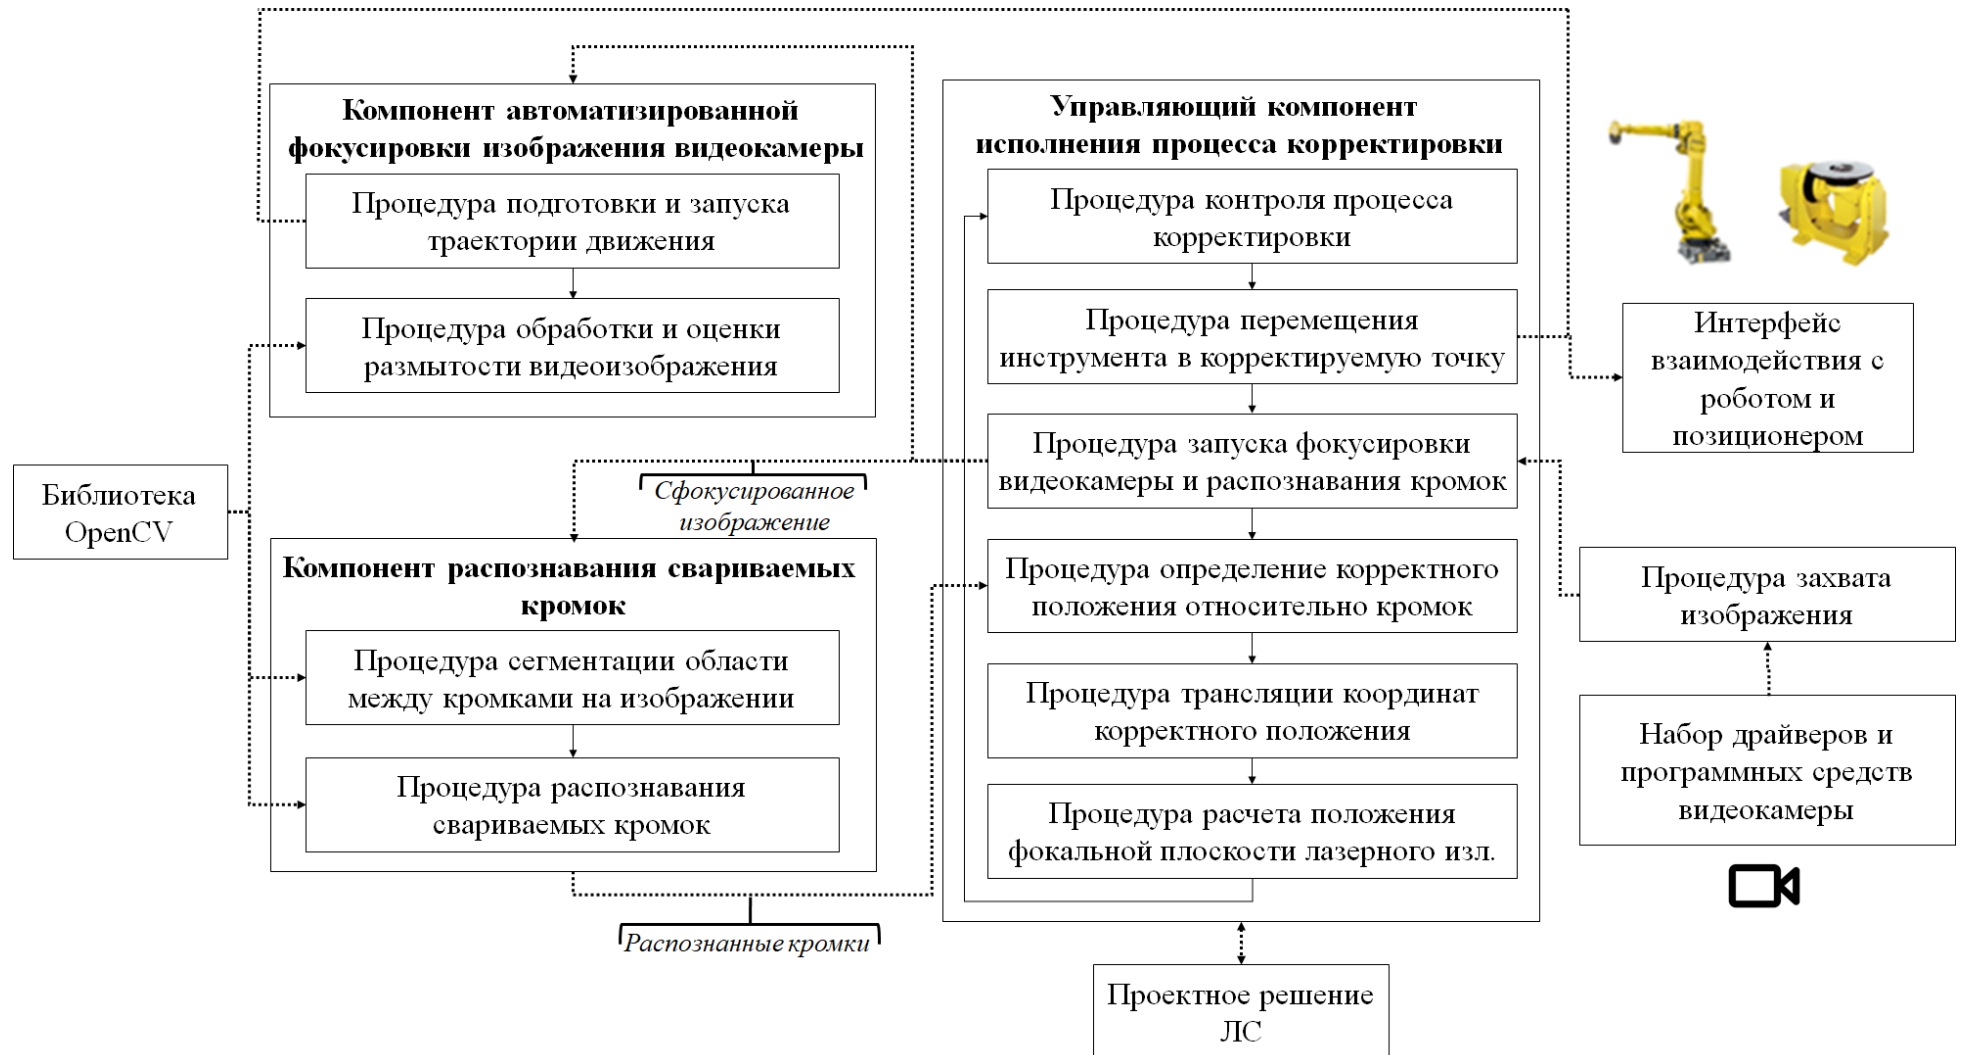 Компонент автоматизированной
фокусировки изображения видеокамеры
Процедура подготовки и запуска
траектории движения
Процедура обработки и оценки
размытости видеоизображения
Библиотека
OpenCV
Сфокусированное
изображение
Компонент распознавания свариваемых
кромок
Процедура сегментации области
между кромками на изображении
Процедура распознавания
свариваемых кромок
Распознанные кромки
Управляющий компонент
исполнения процесса корректировки
Процедура контроля процесса
корректировки
Процедура перемещения
инструмента в корректируемую точку
Процедура запуска фокусировки
видеокамеры и распознавания кромок
Процедура определение корректного
положения относительно кромок
Процедура трансляции координат
корректного положения
Процедура расчета положения
фокальной плоскости лазерного изл.
Проектное решение
ЛС
Интерфейс
взаимодействия с
роботом и
позиционером
Процедура захвата
изображения
Набор драйверов и
программных средств
видеокамеры